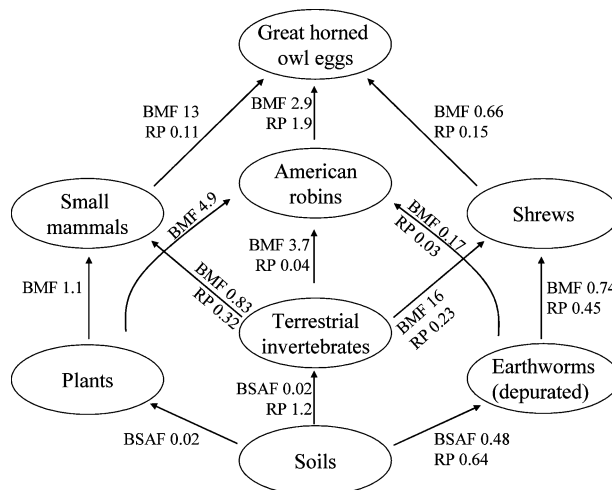 Great horned
owl eggs
BMF 13
RP 0.11
BMF 2.9
RP 1.9
BMF 0.66
RP 0.15
American
robins
Small
mammals
BMF 4.9
BMF 0.17
RP 0.03
Shrews
BMF 3.7
RP 0.04
BMF 1.1
BMF 0.83
RP 0.32
BMF 16
RP 0.23
BMF 0.74
RP 0.45
Terrestrial
invertebrates
Plants
Earthworms
(depurated)
BSAF 0.02
RP 1.2
BSAF 0.02
BSAF 0.48
RP 0.64
Soils